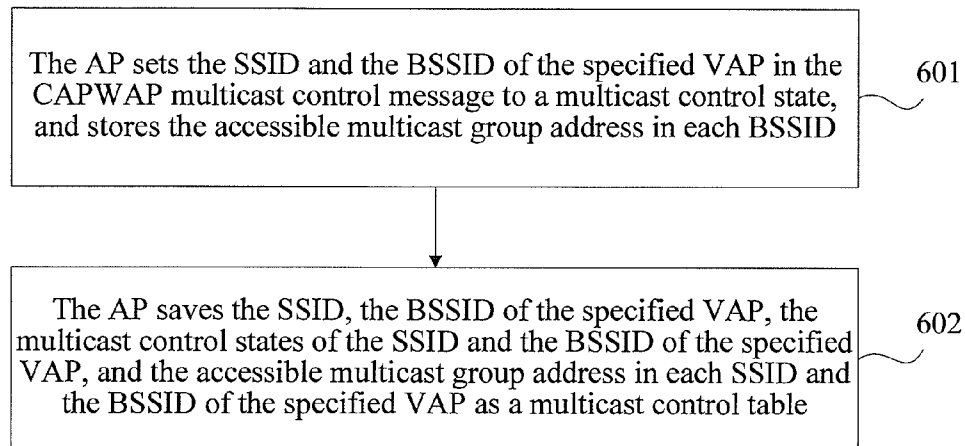 The AP sets the SSID and the BSSID of the specified VAP in the
CAPWAP multicast control message to a multicast control state,
and stores the accessible multicast group address in each BSSID
601
The AP saves the SSID, the BSSID of the specified VAP, the
multicast control states of the SSID and the BSSID of the specified
VAP, and the accessible multicast group address in each SSID and
the BSSID of the specified VAP as a multicast control table
602